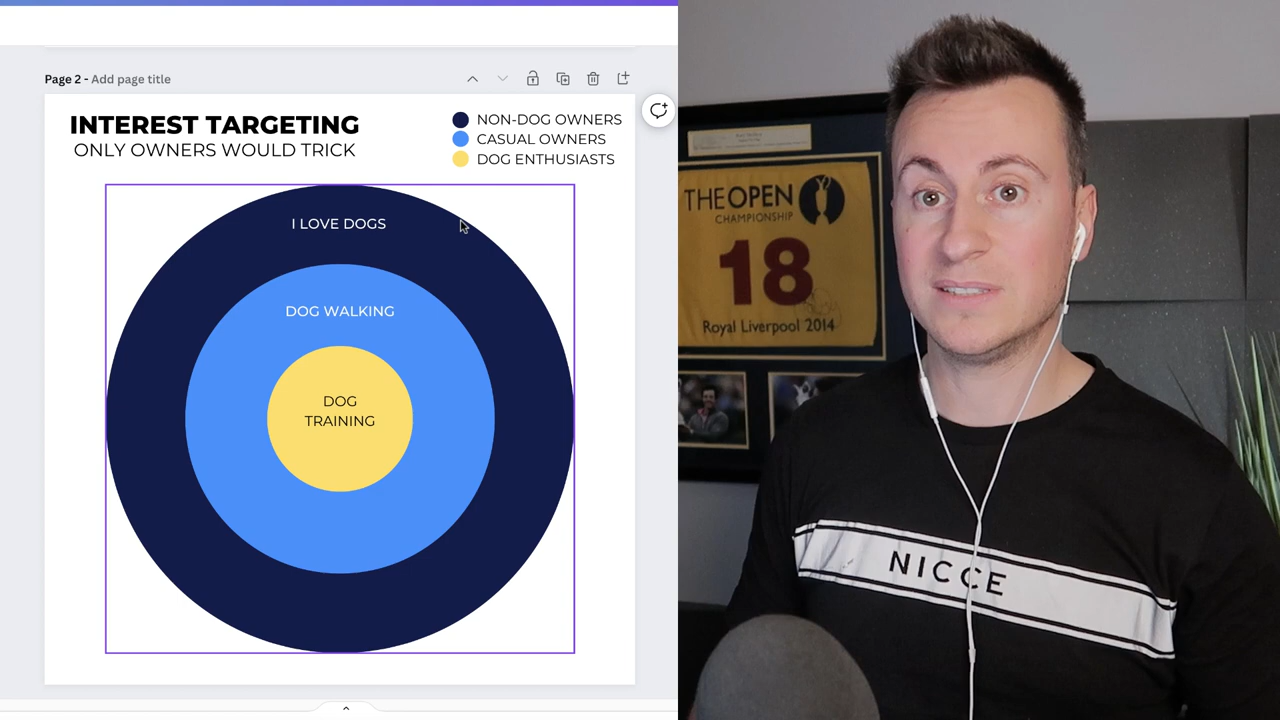 Page 2 - Add page title
INTEREST TARGETING
ONLY OWNERS WOULD TRICK
NON-DOG OWNERS
CASUAL OWNERS
DOG ENTHUSIASTS
I LOVE DOGS
DOG WALKING
DOG
TRAINING
THE OPEN
CHAMPIONSHIP
18
Royal Liverpool 2014
NICCE